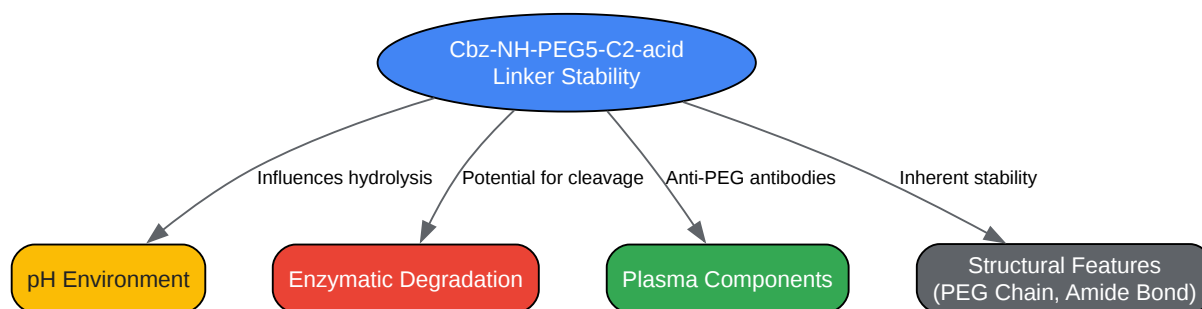 Cbz-NH-PEG5-C2-acid
Linker Stability
Influences hydrolysis
Potential for cleavage
Anti-PEG antibodies
Inherent stability
pH Environment
Enzymatic Degradation
Plasma Components
Structural Features
(PEG Chain, Amide Bond)